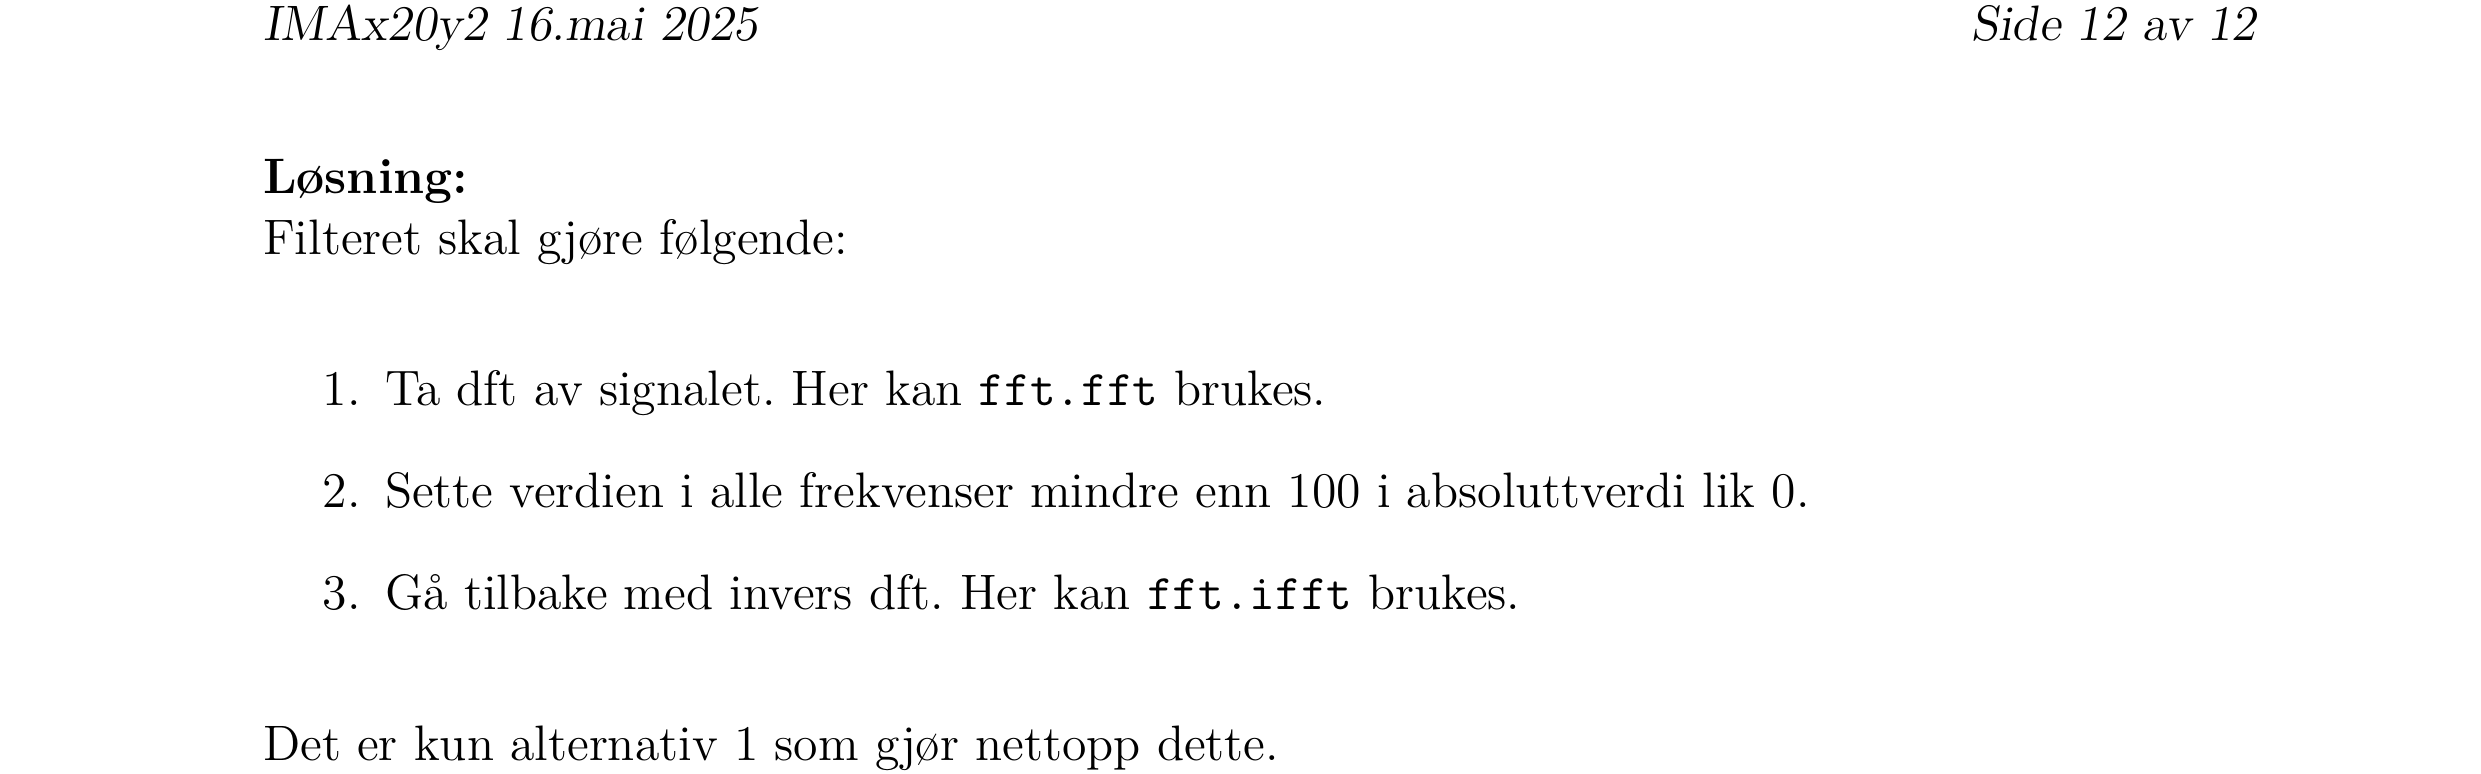 IMAx20y2 16.mai 2025 Side 12 av 12
Løsning:
Filteret skal gjøre følgende:
1. Ta dft av signalet. Her kan fft.fft brukes.
2. Sette verdien i alle frekvenser mindre enn 100 i absoluttverdi lik 0.
3. Gå tilbake med invers dft. Her kan fft.ifft brukes.
Det er kun alternativ 1 som gjør nettopp dette.